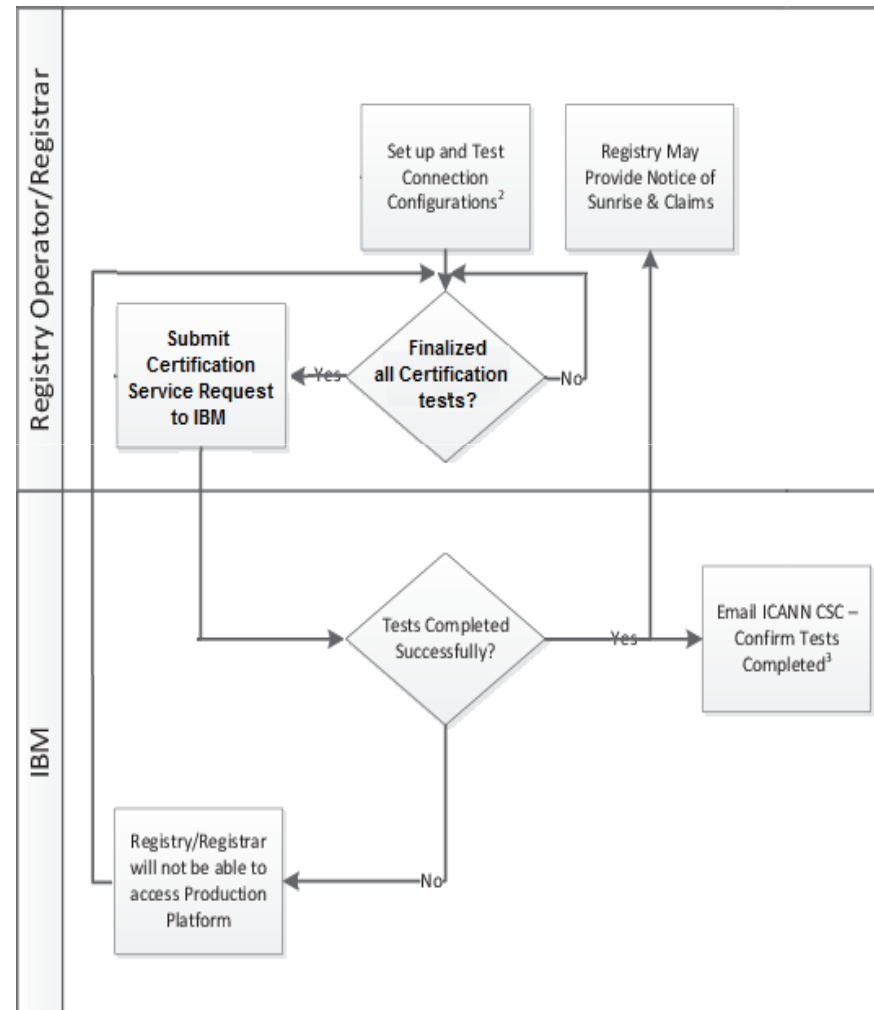 Registry Operator/Registrar
Set up and Test
Connection
Configurations²
Registry May
Provide Notice of
Sunrise & Claims
Submit
Certification
Service Request
to IBM
Yes
Finalized
all Certification
tests?
No
IBM
Tests Completed
Successfully?
Yes
Email ICANN CSC –
Confirm Tests
Completed³
Registry/Registrar
will not be able to
access Production
Platform
No